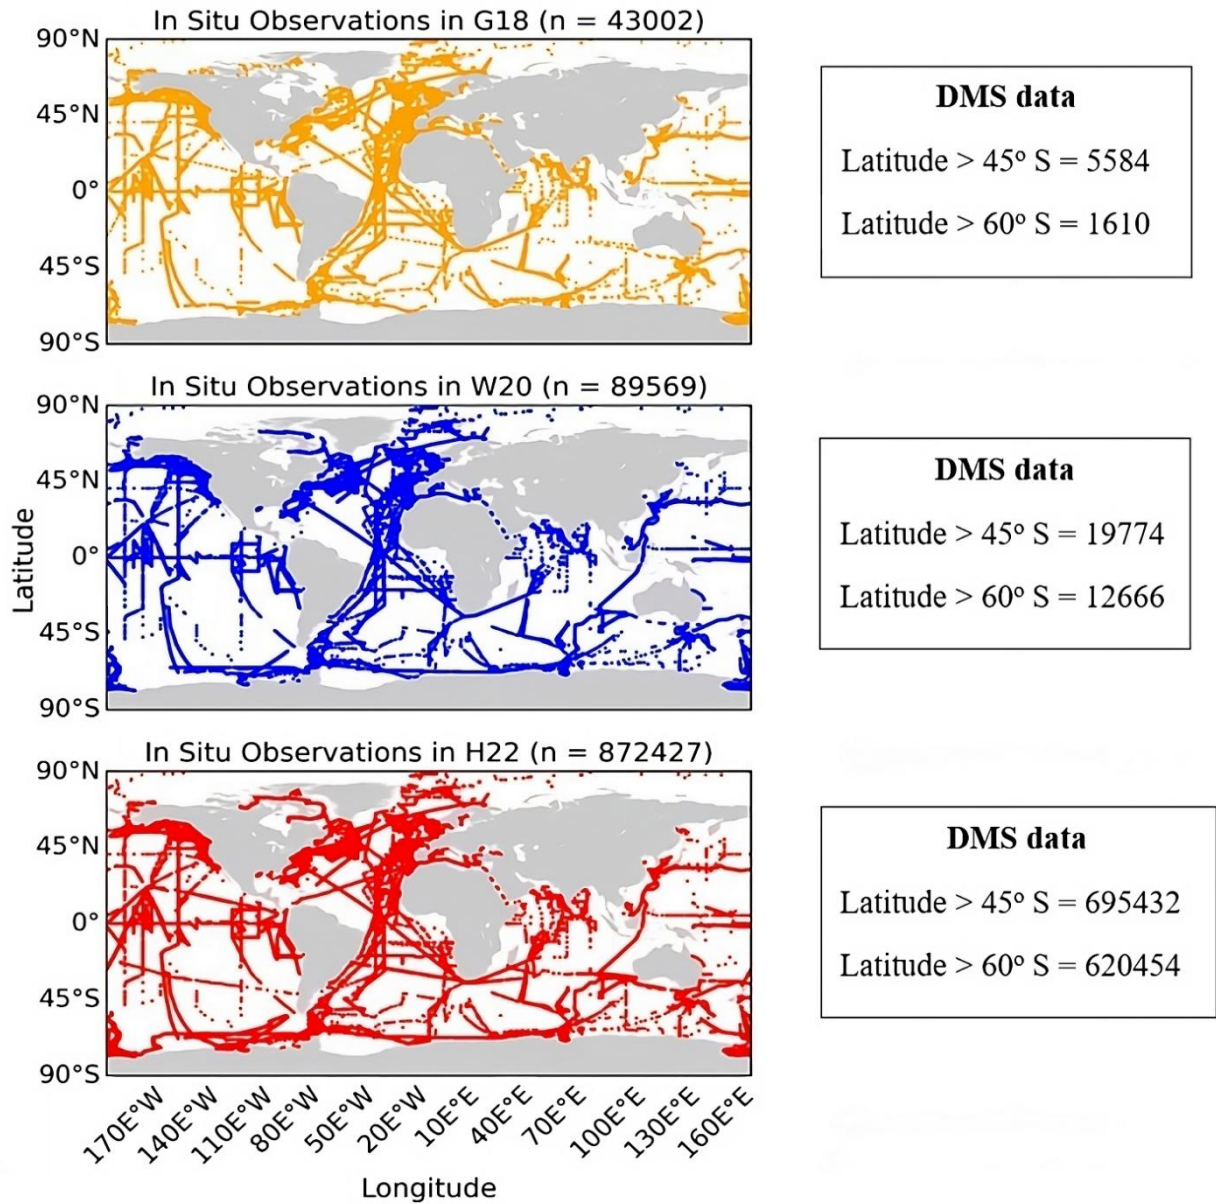 In Situ Observations in G18 (n = 43002)
90°N
45°N
0°
45°S
90°S
DMS data
Latitude > 45° S = 5584
Latitude > 60° S = 1610
In Situ Observations in W20 (n = 89569)
90°N
45°N
0°
45°S
90°S
Latitude
DMS data
Latitude > 45° S = 19774
Latitude > 60° S = 12666
In Situ Observations in H22 (n = 872427)
90°N
45°N
0°
45°S
90°S
170E°W
140E°W
110E°W
80E°W
50E°W
20E°W
10E°E
40E°E
70E°E
100E°E
130E°E
160E°E
Longitude
DMS data
Latitude > 45° S = 695432
Latitude > 60° S = 620454